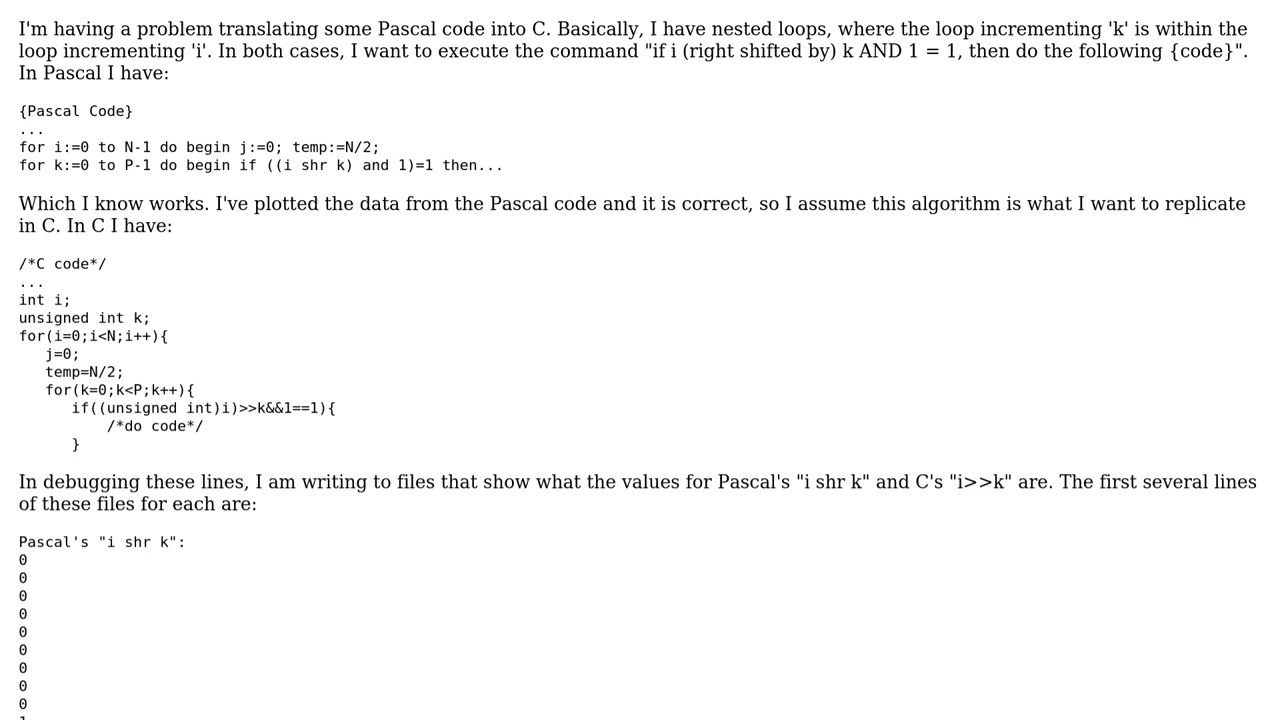 I'm having a problem translating some Pascal code into C. Basically, I have nested loops, where the loop incrementing 'k' is within the
loop incrementing 'i'. In both cases, I want to execute the command "if i (right shifted by) k AND 1 = 1, then do the following {code}".
In Pascal I have:
{Pascal Code}
...
for i:=0 to N-1 do begin j:=0; temp:=N/2;
for k:=0 to P-1 do begin if ((i shr k) and 1)=1 then...
Which I know works. I've plotted the data from the Pascal code and it is correct, so I assume this algorithm is what I want to replicate
in C. In C I have:
/*C code*/
...
int i;
unsigned int k;
for(i=0;i<N;i++){
   j=0;
   temp=N/2;
   for(k=0;k<P;k++){
      if((unsigned int)i)>>k&&1==1){
          /*do code*/
      }
In debugging these lines, I am writing to files that show what the values for Pascal's "i shr k" and C's "i>>k" are. The first several lines
of these files for each are:
Pascal's "i shr k":
0
0
0
0
0
0
0
0
0